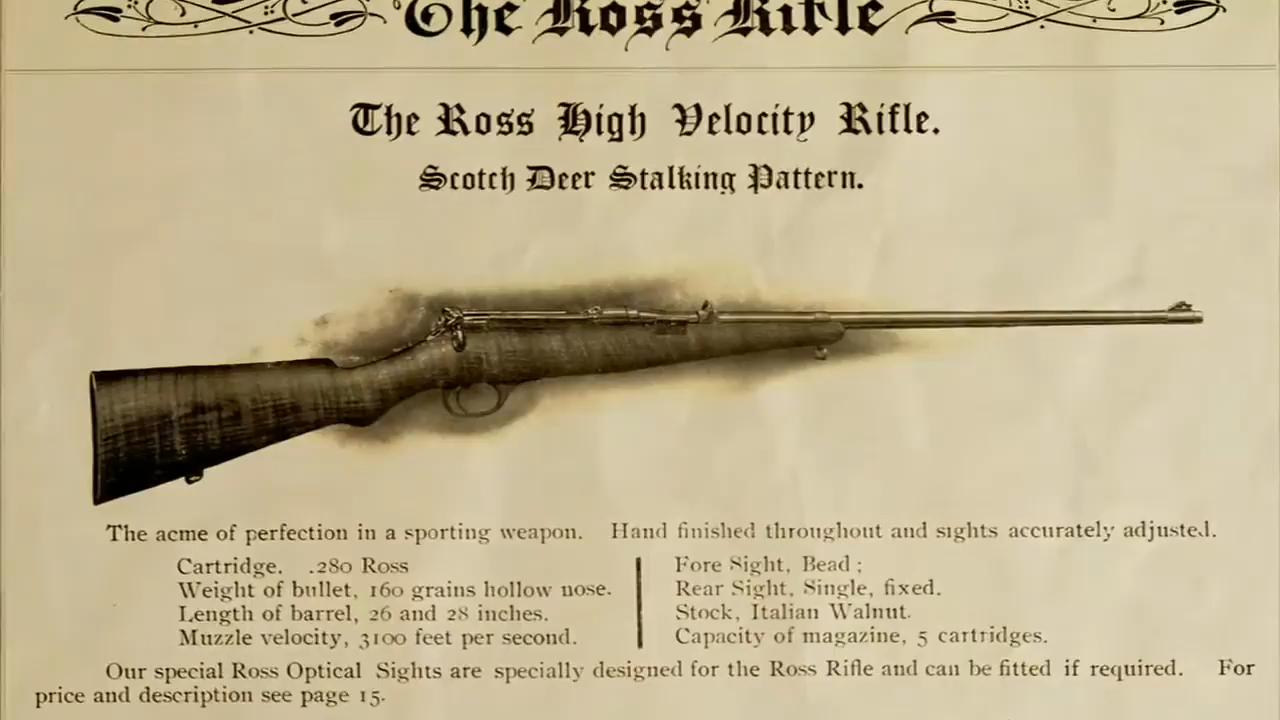 The Ross Rifle
The Ross High Velocity Rifle.
Scotch Deer Stalking Pattern.
The acme of perfection in a sporting weapon. Hand finished throughout and sights accurately adjusted.
Cartridge. .280 Ross
Weight of bullet, 160 grains hollow nose.
Length of barrel, 26 and 28 inches.
Muzzle velocity, 3100 feet per second.
Fore Sight, Bead ;
Rear Sight, Single, fixed.
Stock, Italian Walnut.
Capacity of magazine, 5 cartridges.
Our special Ross Optical Sights are specially designed for the Ross Rifle and can be fitted if required. For
price and description see page 15.